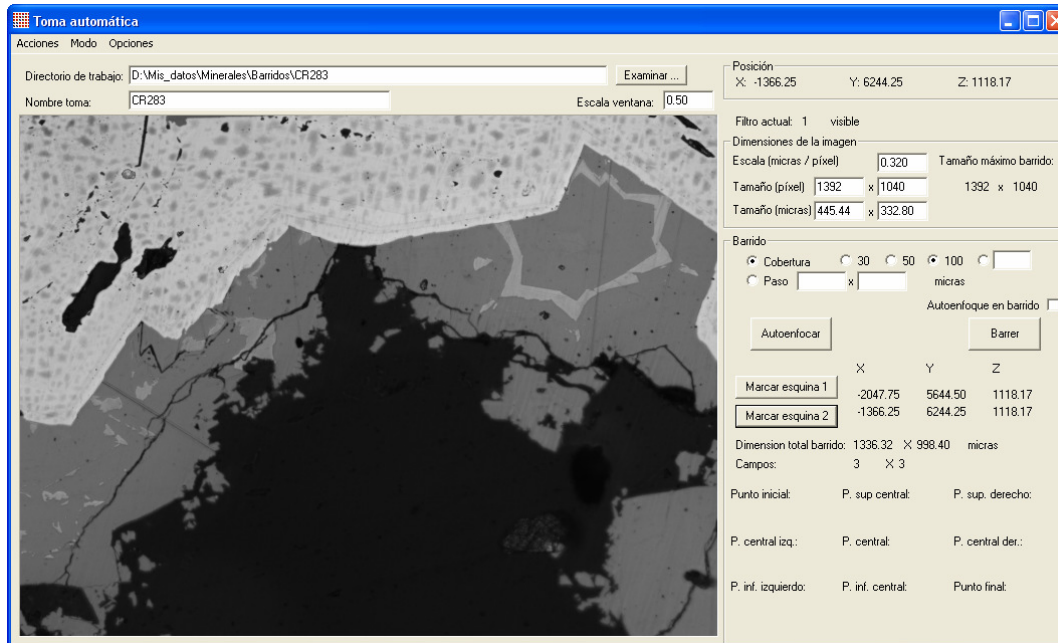 Toma automática
Acciones Modo Opciones
Directorio de trabajo: D:\Mis_datos\Minerales\Barridos\CR283 Examinar ...
Nombre toma: CR283 Escala ventana: 0.50
Posición
X: -1366.25 Y: 6244.25 Z: 1118.17
Filtro actual: 1 visible
Dimensiones de la imagen
Escala (micras / píxel) 0.320 Tamaño máximo barrido:
Tamaño (píxel) 1392 x 1040 1392 x 1040
Tamaño (micras) 445.44 x 332.80
Barrido
Cobertura 30 50 100
Paso x micras
Autoenfoque en barrido
Autoenfocar Barrer
X Y Z
Marcar esquina 1 -2047.75 5644.50 1118.17
Marcar esquina 2 -1366.25 6244.25 1118.17
Dimension total barrido: 1336.32 X 998.40 micras
Campos: 3 X 3
Punto inicial: P. sup central: P. sup. derecho:
P. central izq.: P. central: P. central der.:
P. inf. izquierdo: P. inf. central: Punto final: